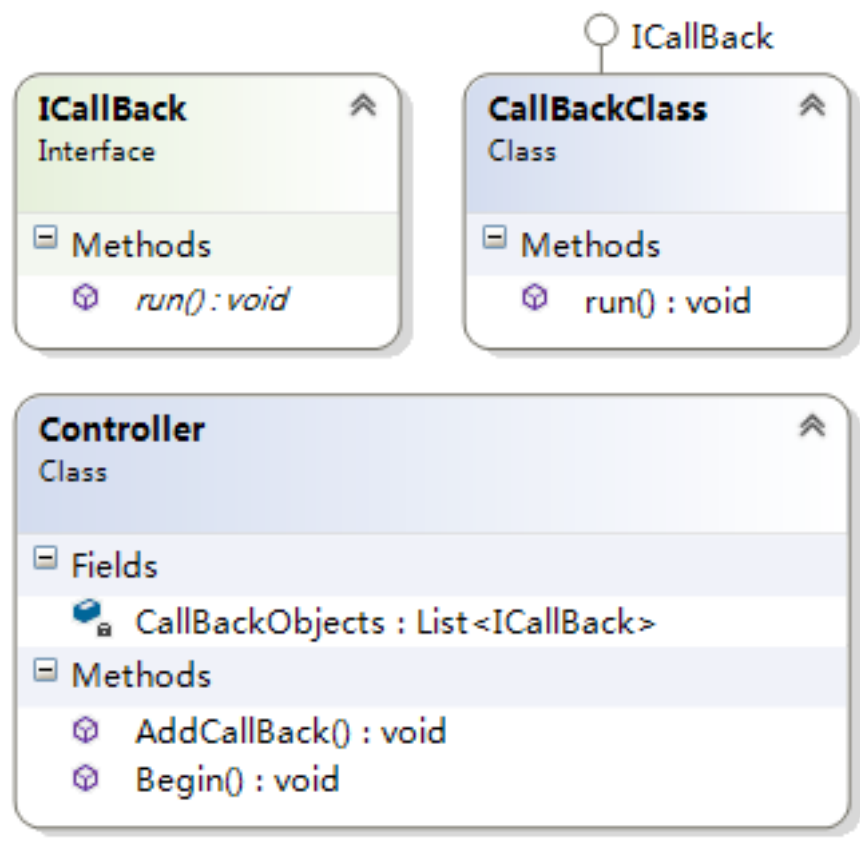 ICallBack
ICallBack
Interface
Methods
run() : void
CallBackClass
Class
Methods
run() : void
Controller
Class
Fields
CallBackObjects : List<ICallBack>
Methods
AddCallBack() : void
Begin() : void